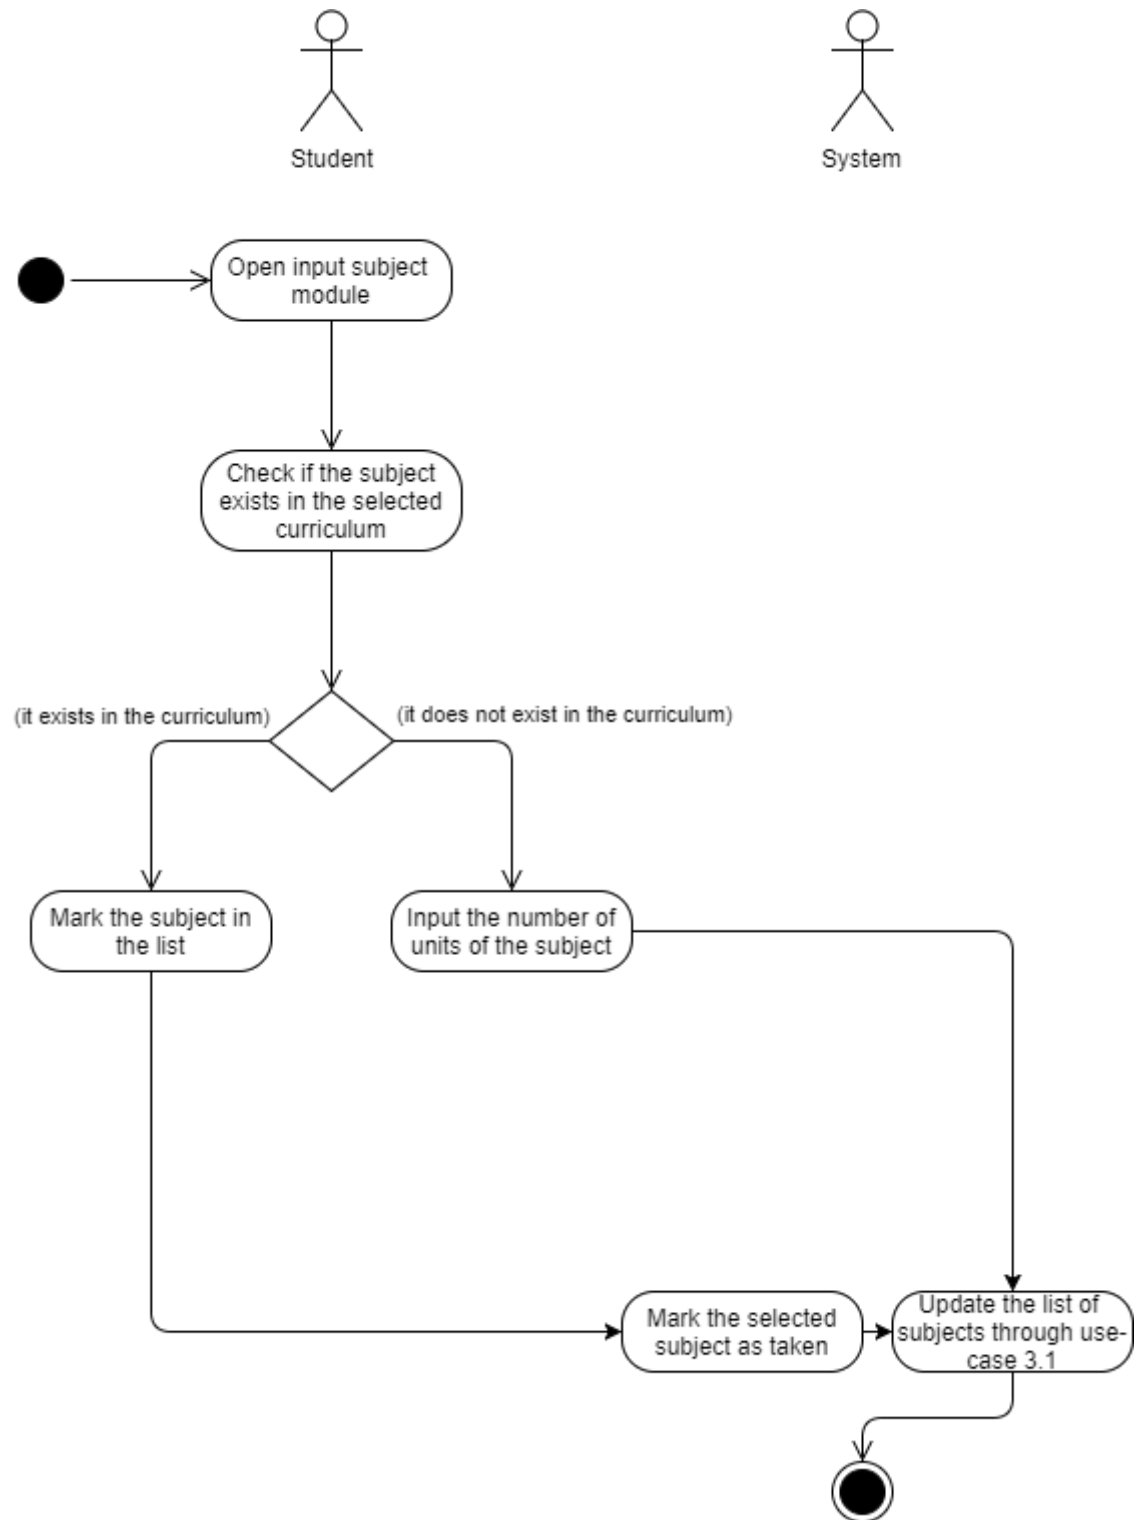 Student
System
Open input subject
module
Check if the subject
exists in the selected
curriculum
(it exists in the curriculum)
(it does not exist in the curriculum)
Mark the subject in
the list
Input the number of
units of the subject
Mark the selected
subject as taken
Update the list of
subjects through use-
case 3.1